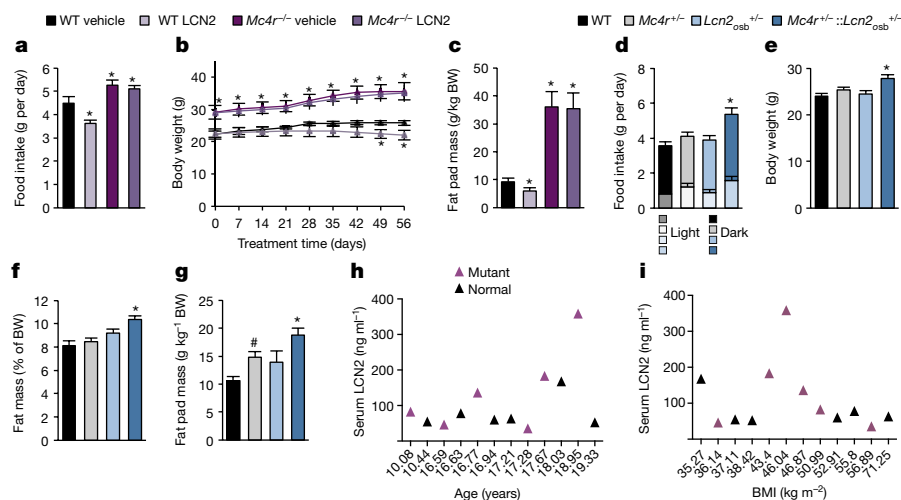 WT vehicle WT LCN2 Mc4r−/− vehicle Mc4r−/− LCN2
WT Mc4r+/− Lcn2osb+/− Mc4r+/− ::Lcn2osb+/−
a
Food intake (g per day)
6
5
4
3
2
1
0
*
*
*
b
Body weight (g)
40
30
20
10
0
* * * * * * * * *
* *
0 7 14 21 28 35 42 49 56
Treatment time (days)
c
Fat pad mass (g/kg BW)
50
40
30
20
10
0
*
*
*
d
Food intake (g per day)
8
6
4
2
0
*
Light Dark
e
Body weight (g)
30
20
10
0
*
f
Fat mass (% of BW)
12
10
8
6
4
2
0
*
g
Fat pad mass (g kg−1 BW)
25
20
15
10
5
0
#
*
h
Mutant
Normal
Serum LCN2 (ng ml−1)
400
300
200
100
10.08 10.44 16.59 16.63 16.77 16.94 17.21 17.28 17.67 18.03 18.95 19.33
Age (years)
i
Serum LCN2 (ng ml−1)
400
300
200
100
35.27 36.14 37.11 38.42 43.4 46.04 46.87 50.99 52.91 55.8 56.89 71.25
BMI (kg m−2)